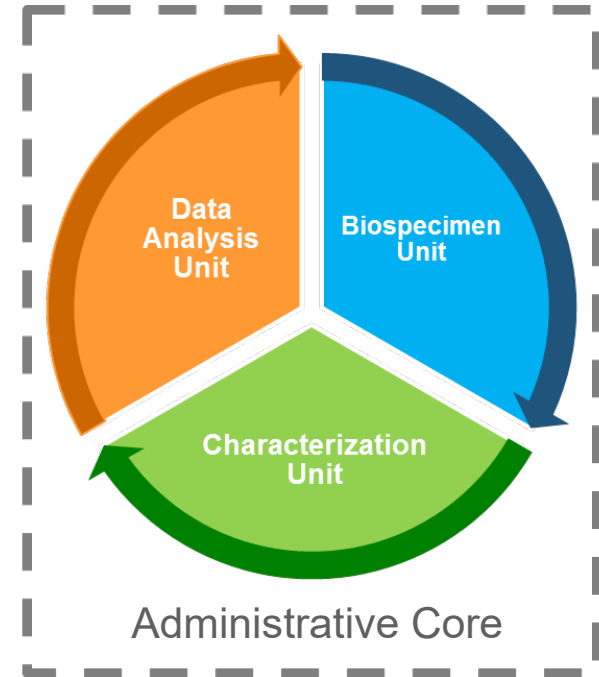 Data
Analysis
Unit
Biospecimen
Unit
Characterization
Unit
Administrative Core